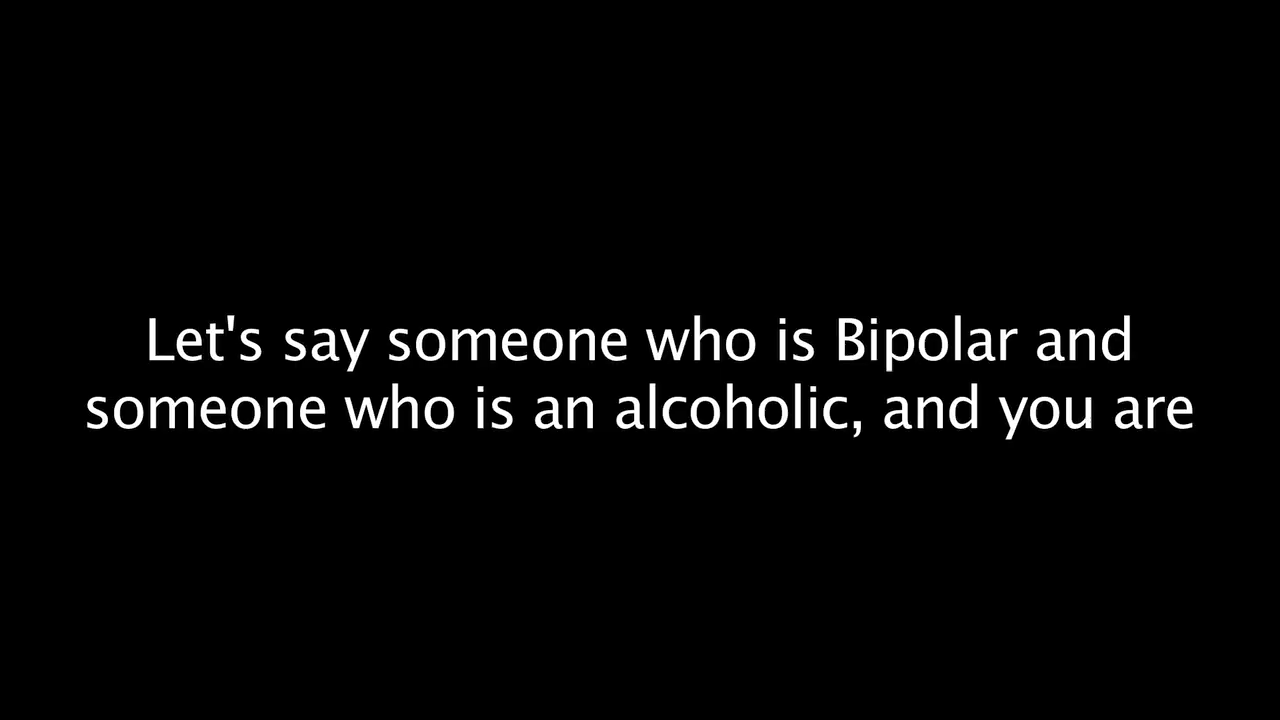 Let's say someone who is Bipolar and
someone who is an alcoholic, and you are